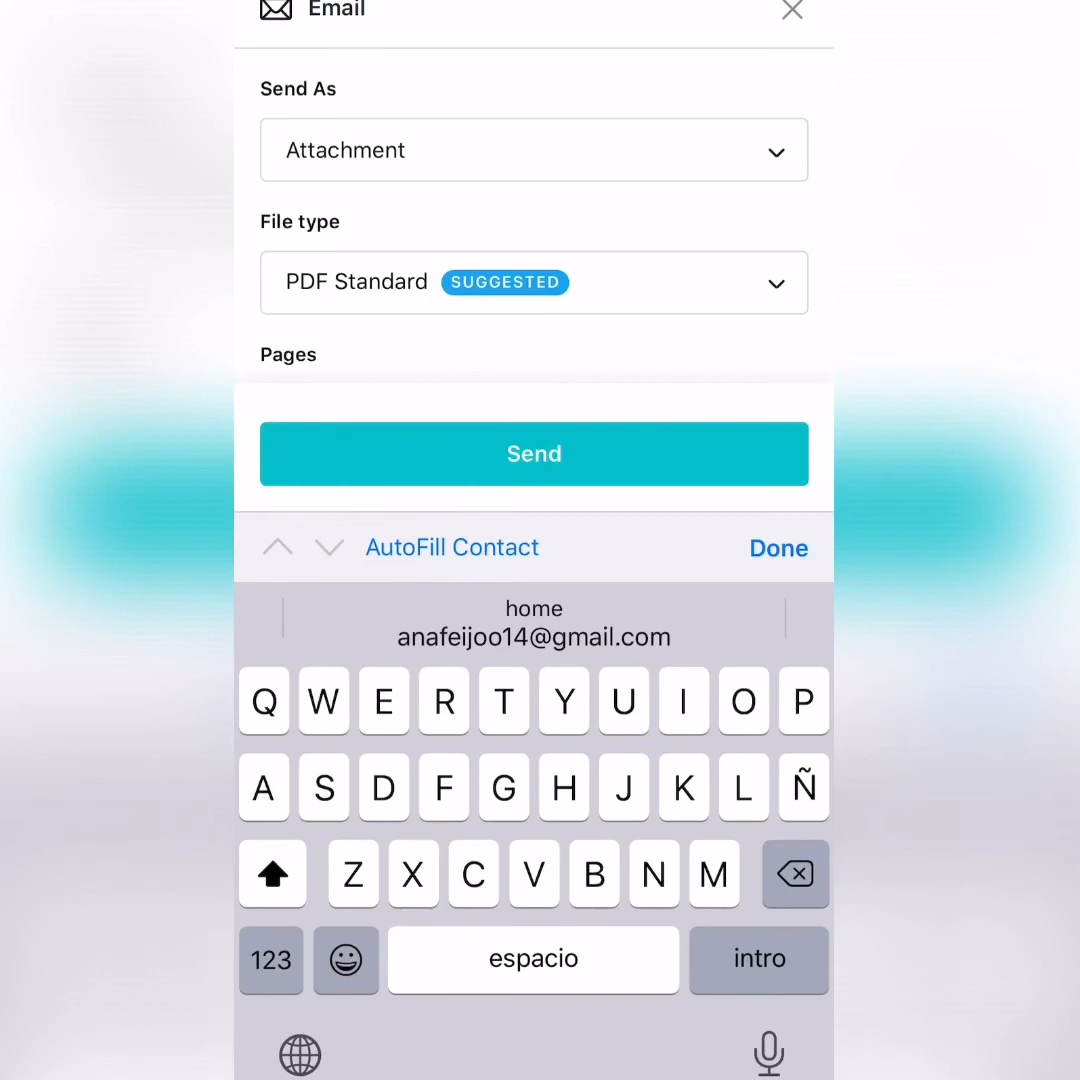 Email
Send As
Attachment
File type
PDF Standard SUGGESTED
Pages
Send
AutoFill Contact Done
home
anafeijoo14@gmail.com
Q W E R T Y U I O P
A S D F G H J K L Ñ
Z X C V B N M
123 espacio intro